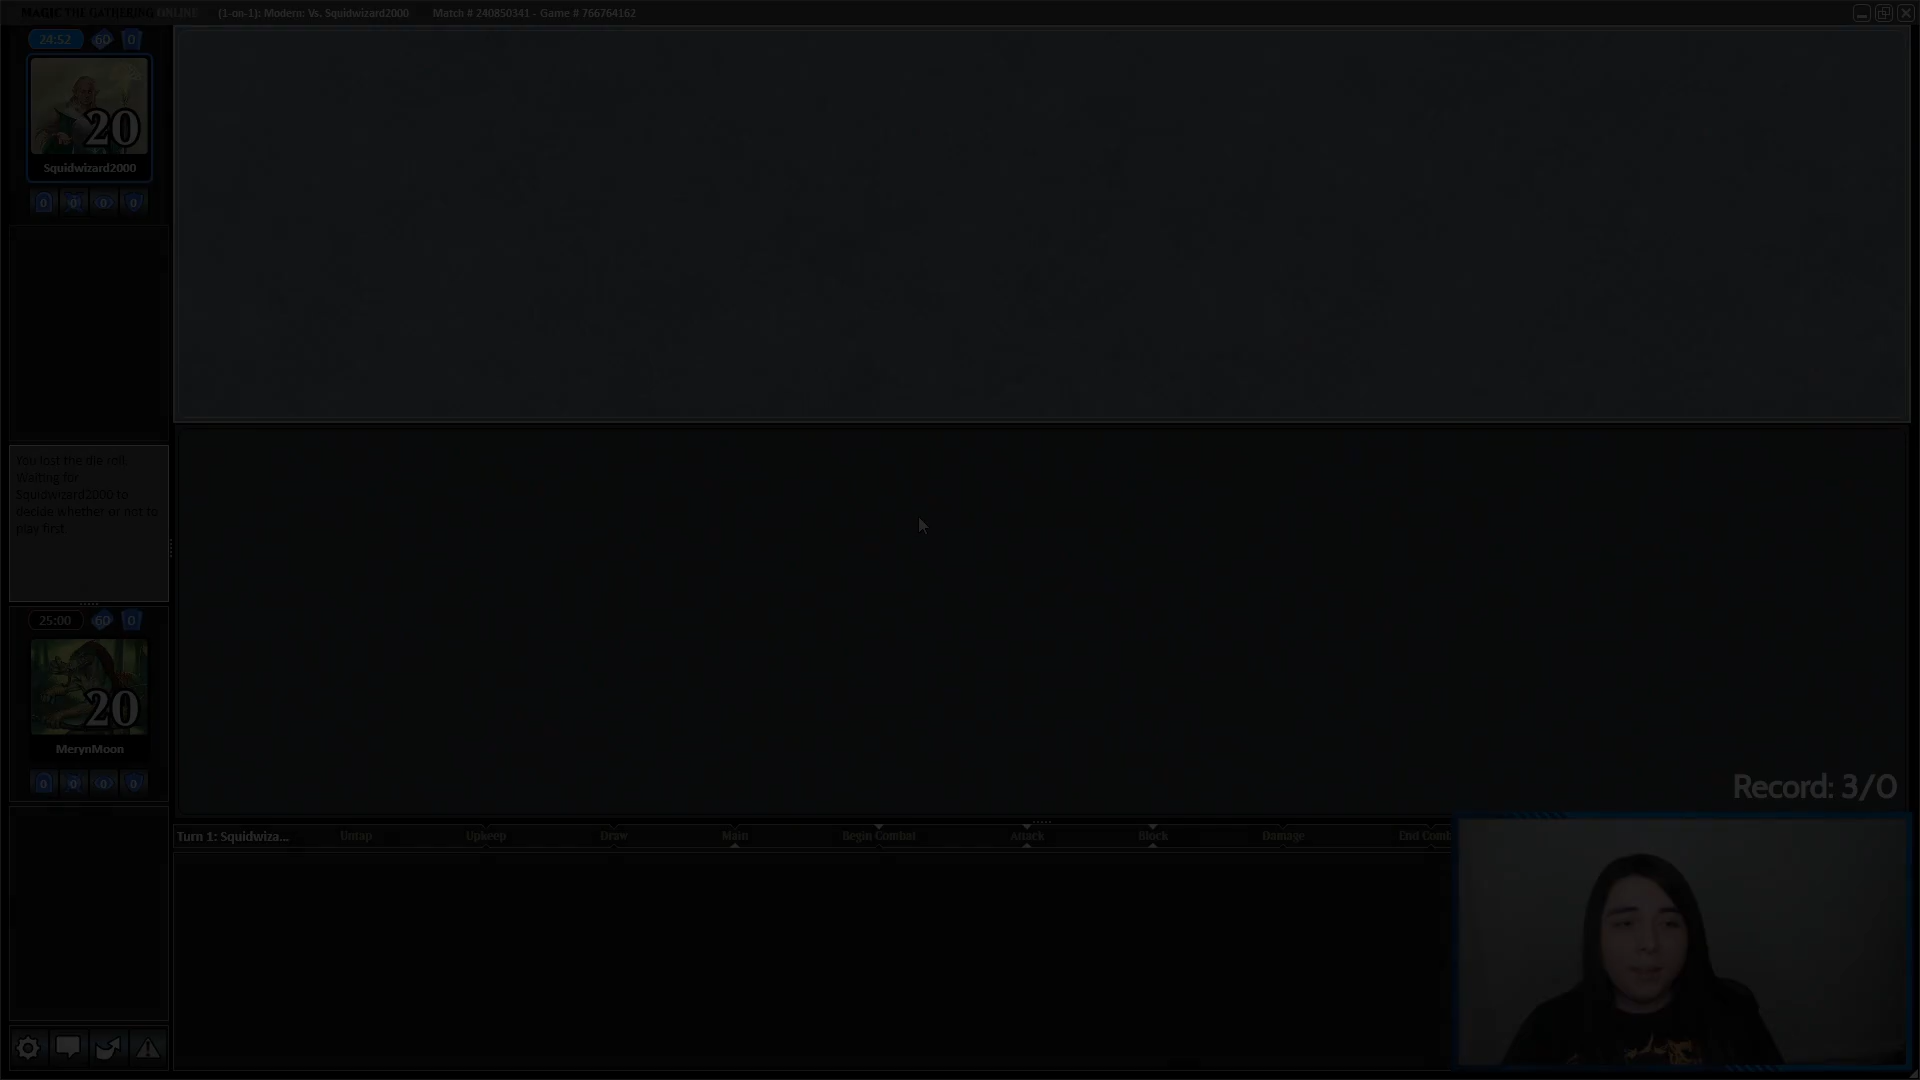 MAGIC THE GATHERING ONLINE (1-on-1): Modern: Vs. Squidwizard2000 Match # 240850341 - Game # 766764162
24:52 60 0
20
Squidwizard2000
0 0 0 0
You lost the die roll.
Waiting for
Squidwizard2000 to
decide whether or not to
play first
25:00 60 0
20
MerynMoon
0 0 0 0
Record: 3/0
Turn 1: Squidwiza... Untap Upkeep Draw Main Begin Combat Attack Block Damage End Comb